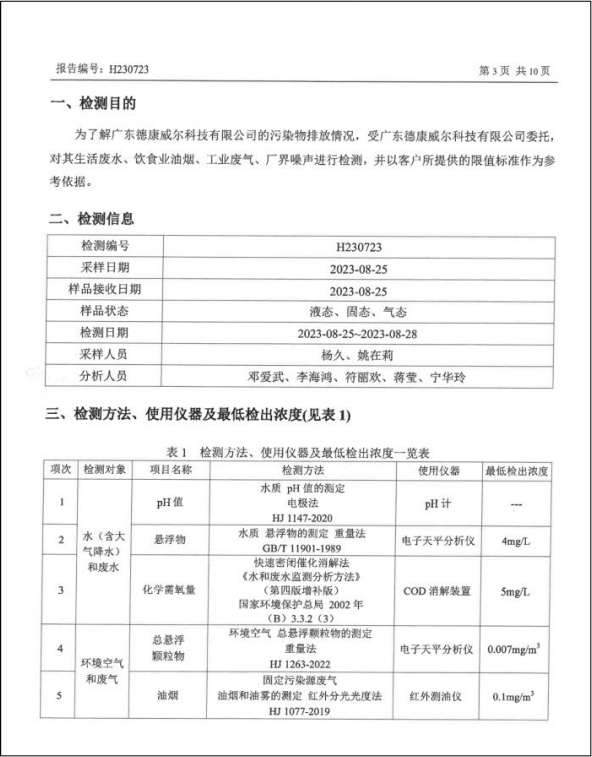 报告编号：H230723
第 3 页 共 10 页
一、检测目的
为了解广东德康威尔科技有限公司的污染物排放情况，受广东德康威尔科技有限公司委托，
对其生活废水、饮食业油烟、工业废气、厂界噪声进行检测，并以客户所提供的限值标准作为参
考依据。
二、检测信息
检测编号 H230723
采样日期 2023-08-25
样品接收日期 2023-08-25
样品状态 液态、固态、气态
检测日期 2023-08-25~2023-08-28
采样人员 杨久、姚在莉
分析人员 邓爱武、李海鸿、符丽欢、蒋莹、宁华玲
三、检测方法、使用仪器及最低检出浓度(见表 1)
表 1 检测方法、使用仪器及最低检出浓度一览表
项次 检测对象 项目名称 检测方法 使用仪器 最低检出浓度
水（含大
气降水）
和废水
1 pH 值
水质 pH 值的测定
电极法
HJ 1147-2020
pH 计 ---
2 悬浮物
水质 悬浮物的测定 重量法
GB/T 11901-1989
电子天平分析仪 4mg/L
3 化学需氧量
快速密闭催化消解法
《水和废水监测分析方法》
（第四版增补版）
国家环境保护总局 2002 年
（B）3.3.2（3）
COD 消解装置 5mg/L
环境空气
和废气
4
总悬浮
颗粒物
环境空气 总悬浮颗粒物的测定
重量法
HJ 1263-2022
电子天平分析仪 0.007mg/m³
5 油烟
固定污染源废气
油烟和油雾的测定 红外分光光度法
HJ 1077-2019
红外测油仪 0.1mg/m³